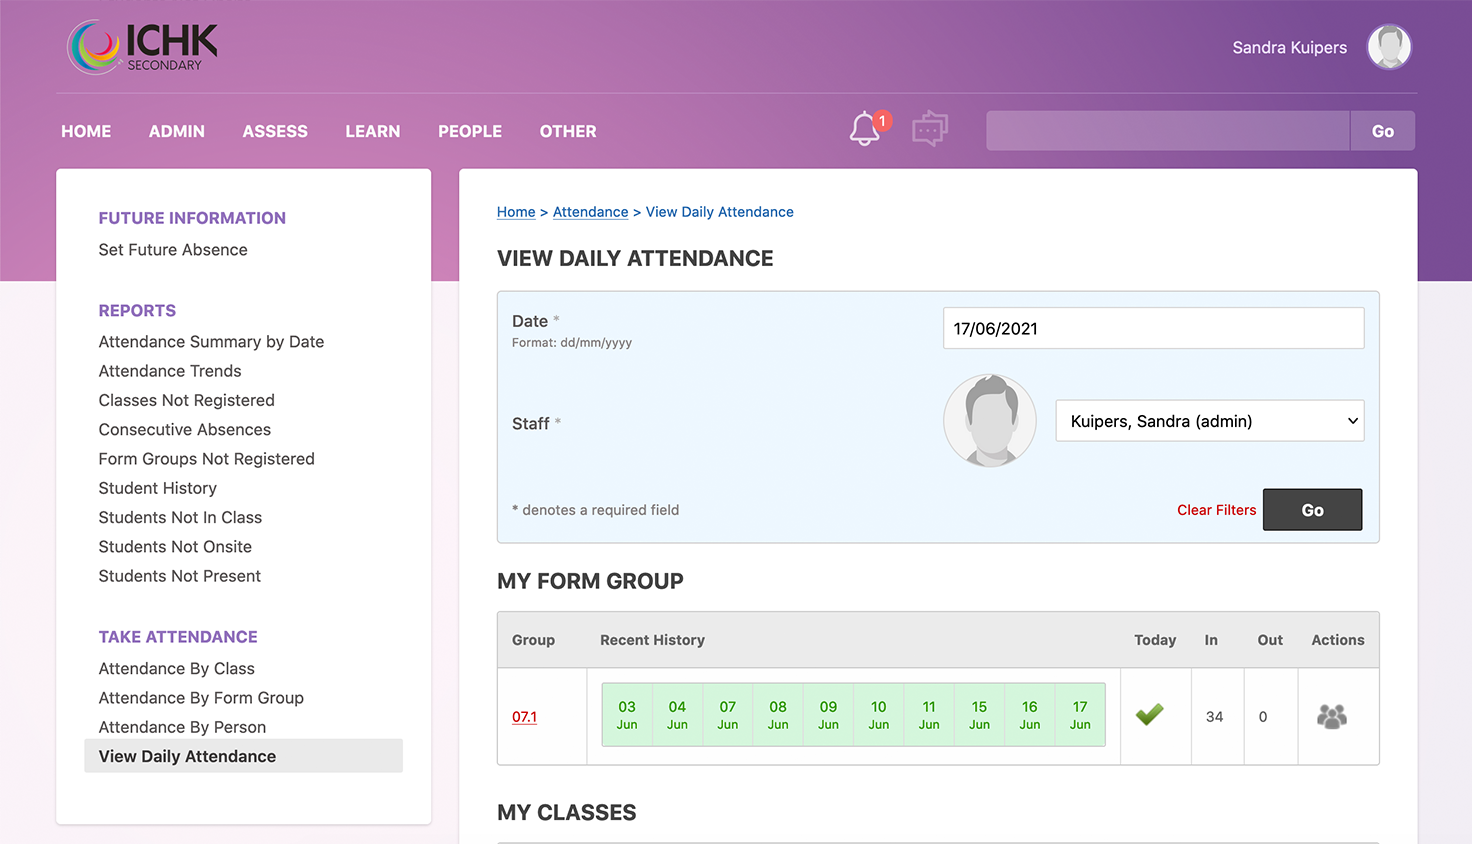 ICHK
SECONDARY
Sandra Kuipers
HOME ADMIN ASSESS LEARN PEOPLE OTHER
1
Go
FUTURE INFORMATION
Set Future Absence
REPORTS
Attendance Summary by Date
Attendance Trends
Classes Not Registered
Consecutive Absences
Form Groups Not Registered
Student History
Students Not In Class
Students Not Onsite
Students Not Present
TAKE ATTENDANCE
Attendance By Class
Attendance By Form Group
Attendance By Person
View Daily Attendance
Home > Attendance > View Daily Attendance
VIEW DAILY ATTENDANCE
Date *
Format: dd/mm/yyyy
17/06/2021
Staff *
Kuipers, Sandra (admin)
* denotes a required field
Clear Filters
Go
MY FORM GROUP
Group Recent History Today In Out Actions
07.1
03 04 07 08 09 10 11 15 16 17
Jun Jun Jun Jun Jun Jun Jun Jun Jun Jun
34 0
MY CLASSES